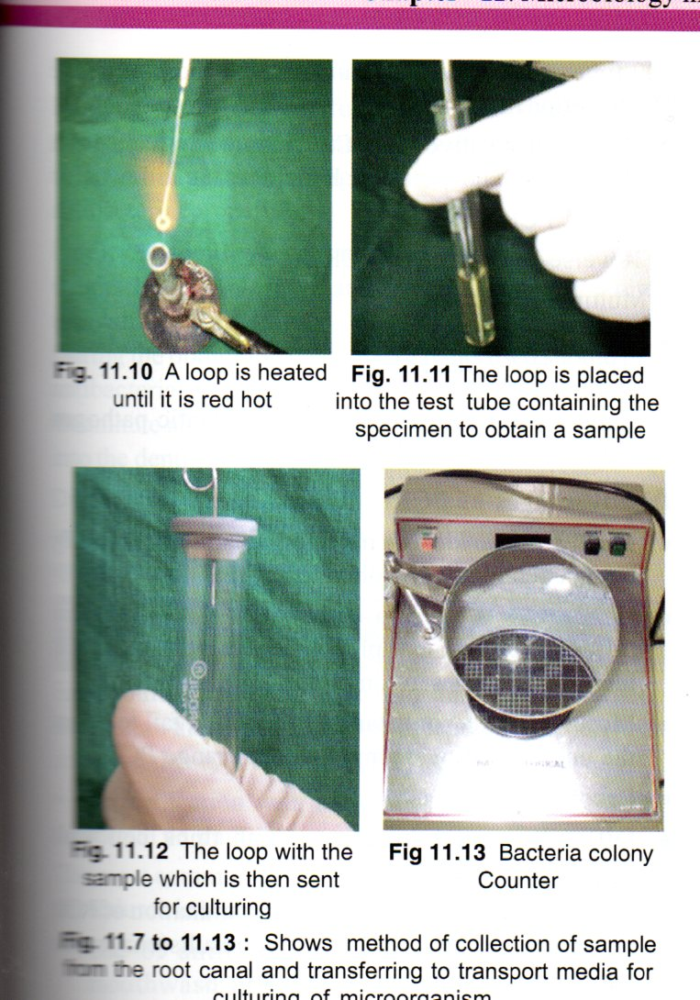 Microbiology in
Fig. 11.10 A loop is heated
until it is red hot
Fig. 11.11 The loop is placed
into the test tube containing the
specimen to obtain a sample
Fig. 11.12 The loop with the
sample which is then sent
for culturing
Fig 11.13 Bacteria colony
Counter
Fig. 11.7 to 11.13 : Shows method of collection of sample
from the root canal and transferring to transport media for
culturing of microorganism